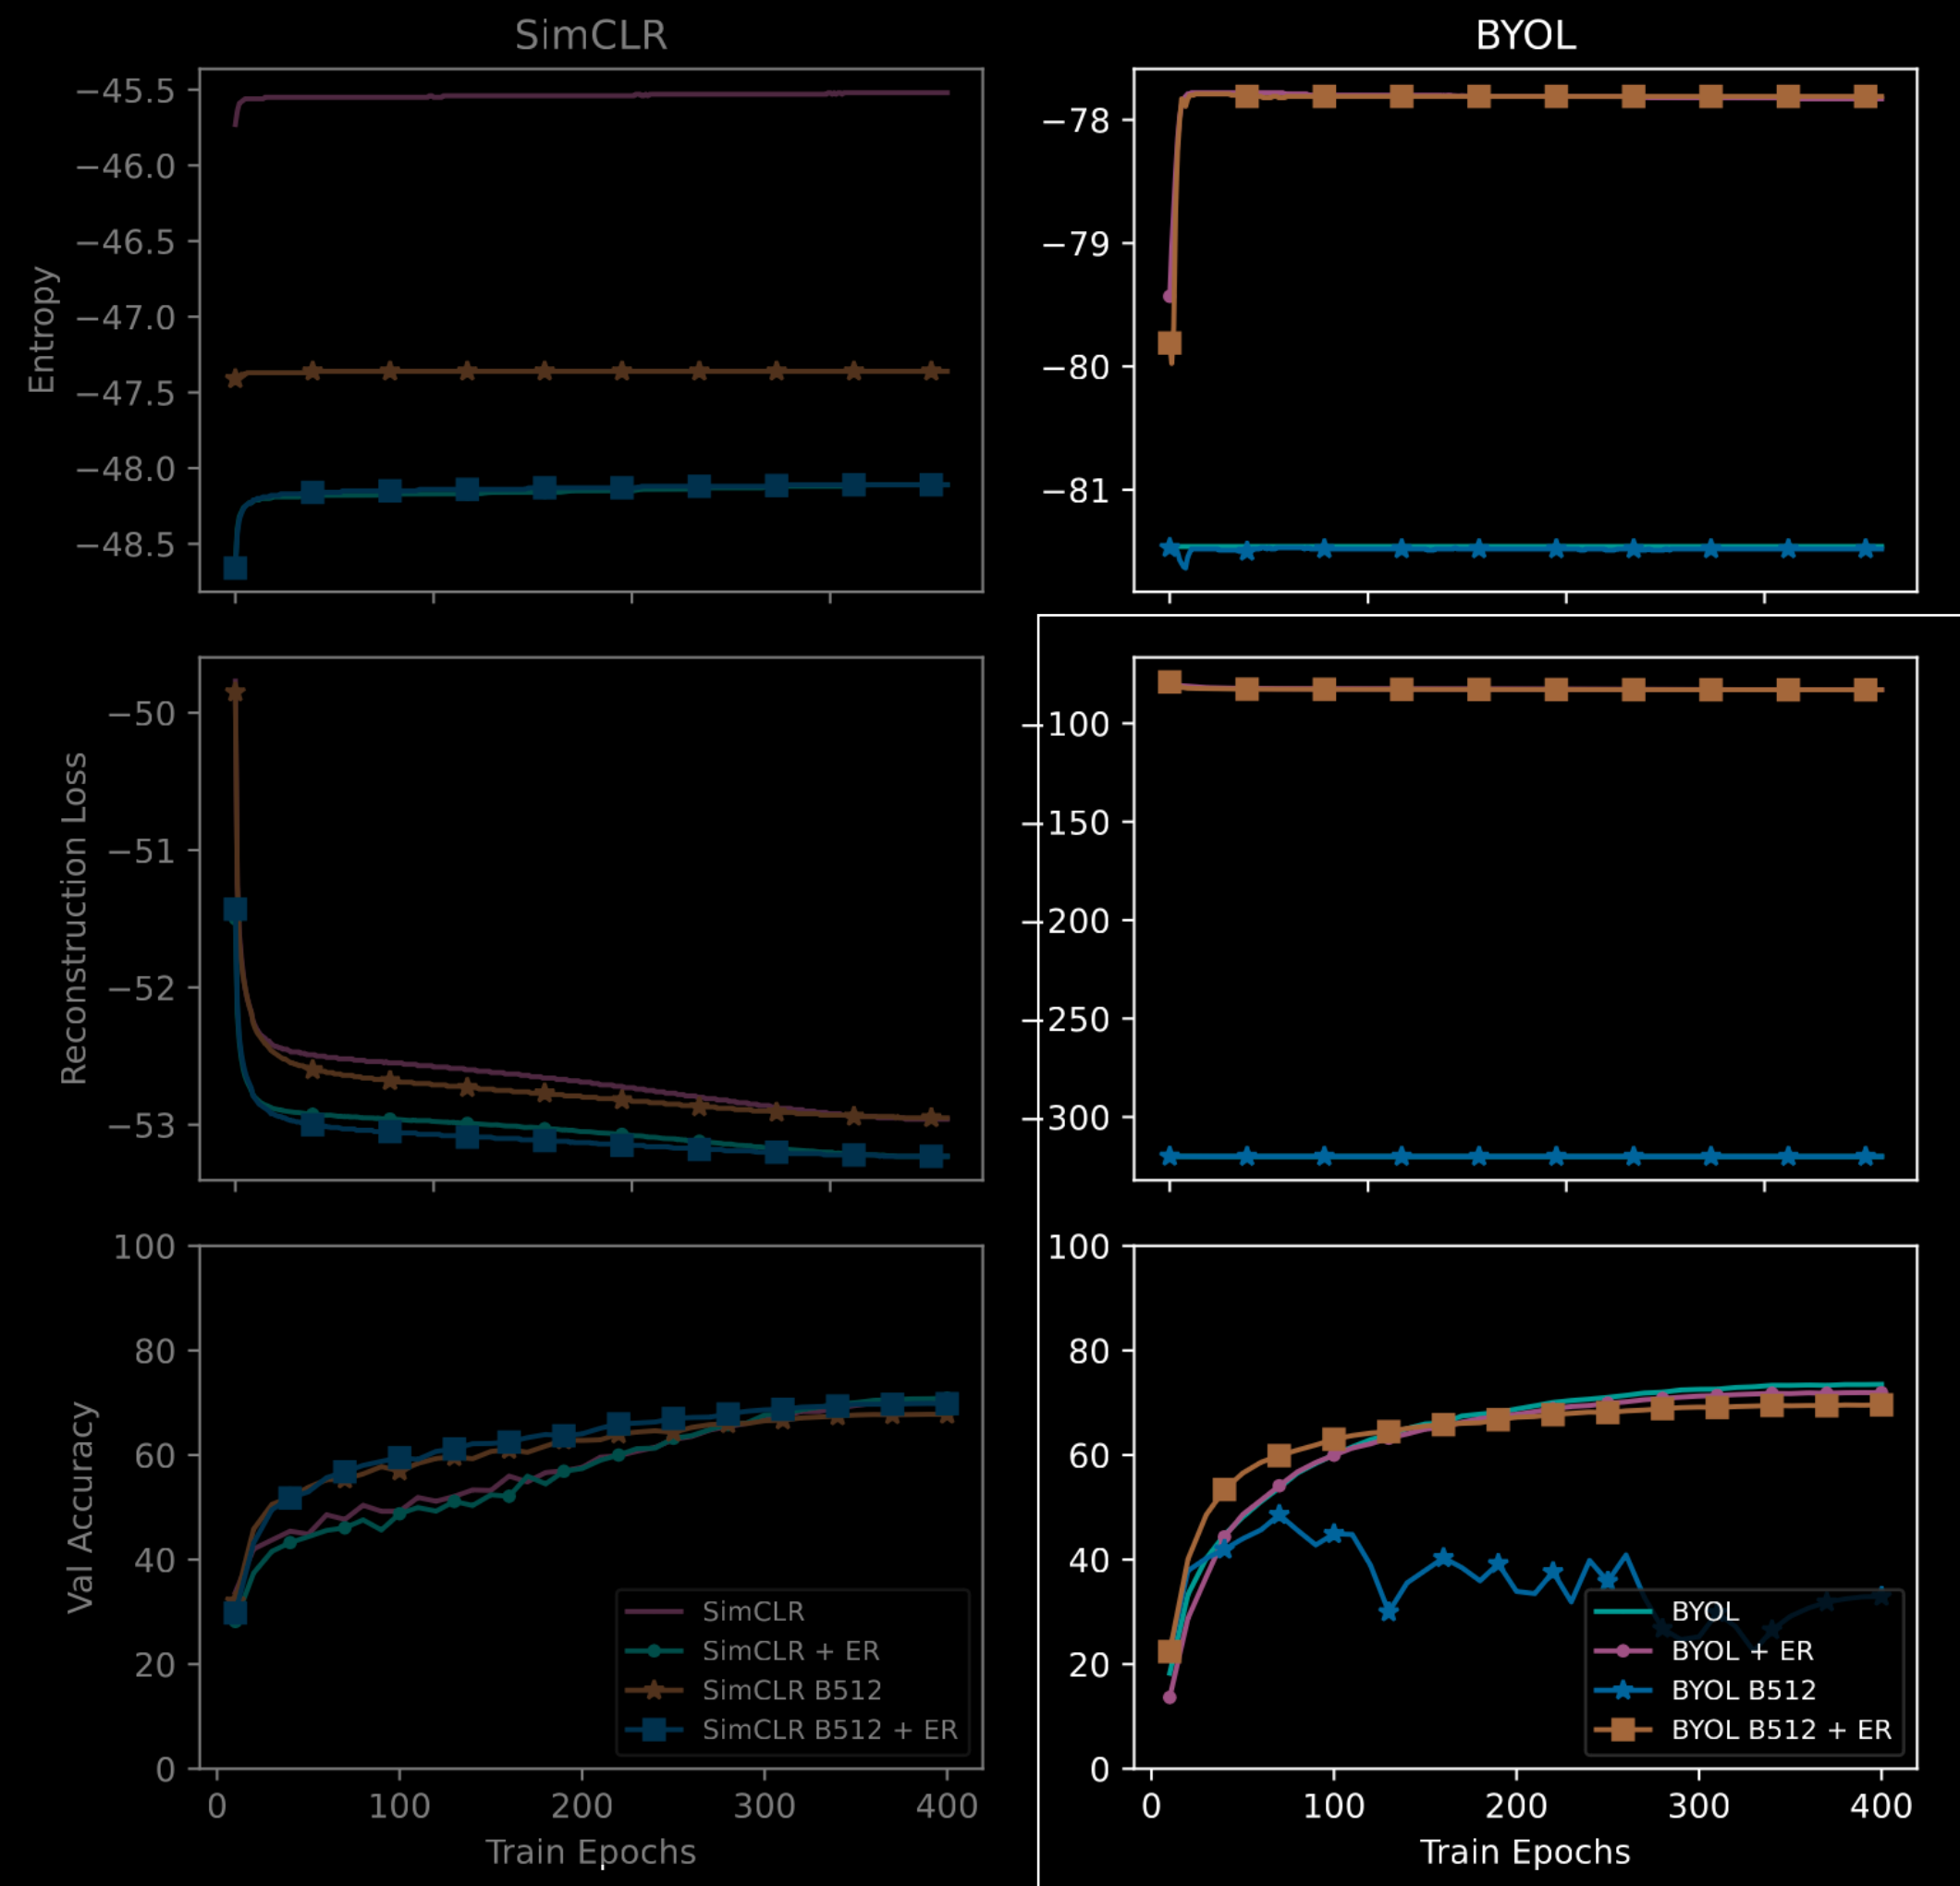 SimCLR
BYOL
Entropy
−45.5
−46.0
−46.5
−47.0
−47.5
−48.0
−48.5
−78
−79
−80
−81
Reconstruction Loss
−50
−51
−52
−53
−100
−150
−200
−250
−300
Val Accuracy
100
80
60
40
20
0
0 100 200 300 400
Train Epochs
SimCLR
SimCLR + ER
SimCLR B512
SimCLR B512 + ER
100
80
60
40
20
0
0 100 200 300 400
Train Epochs
BYOL
BYOL + ER
BYOL B512
BYOL B512 + ER